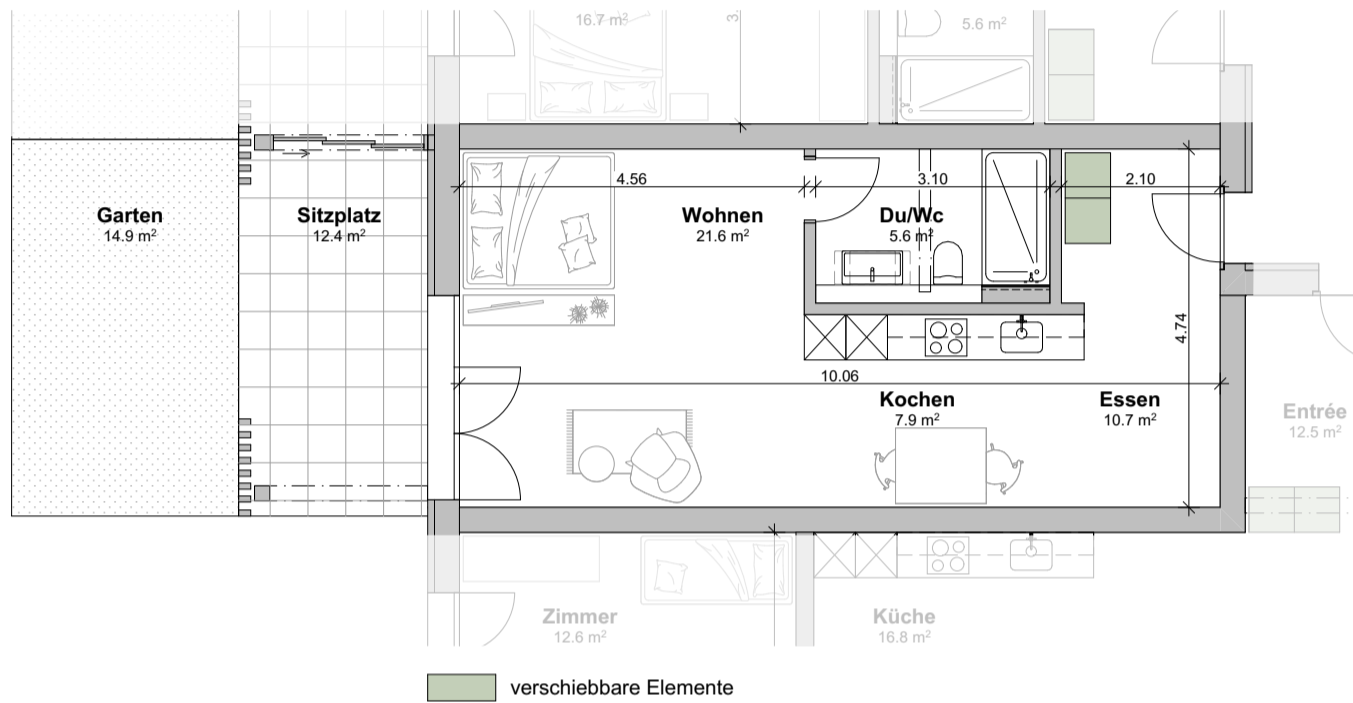 16.7 m²
3.
5.6 m²
4.56
3.10
2.10
Garten
14.9 m²
Sitzplatz
12.4 m²
Wohnen
21.6 m²
Du/Wc
5.6 m²
4.74
10.06
Kochen
7.9 m²
Essen
10.7 m²
Entrée
12.5 m²
Zimmer
12.6 m²
Küche
16.8 m²
verschiebbare Elemente